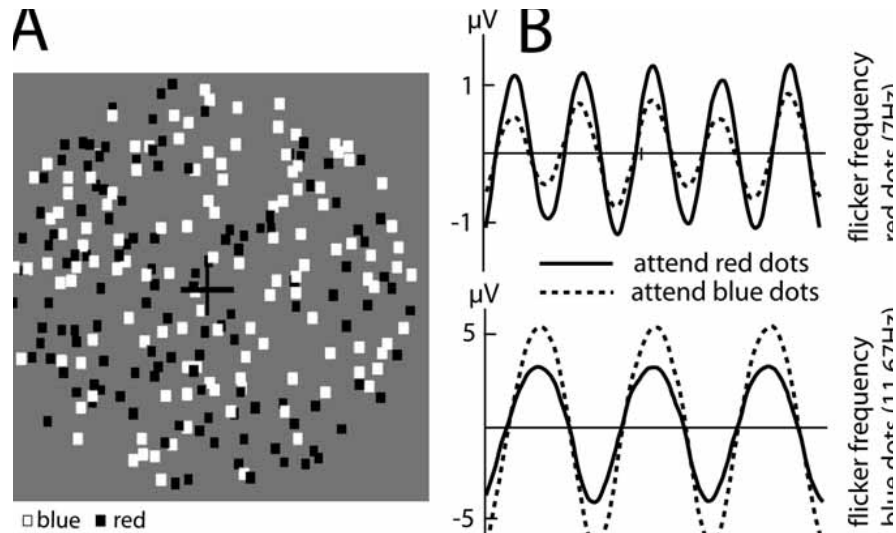 A
B
µV
1
-1
flicker frequency
red dots (7Hz)
attend red dots
attend blue dots
µV
5
-5
flicker frequency
blue dots (11,67Hz)
blue red